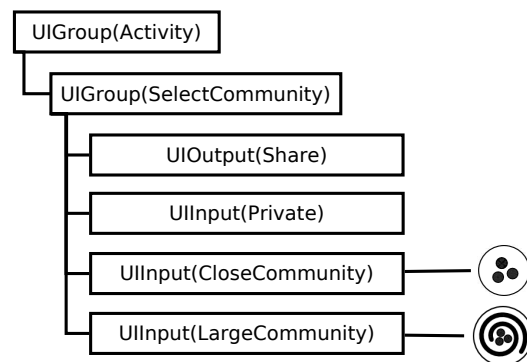 UIGroup(Activity)
UIGroup(SelectCommunity)
UIOutput(Share)
UIInput(Private)
UIInput(CloseCommunity)
UIInput(LargeCommunity)